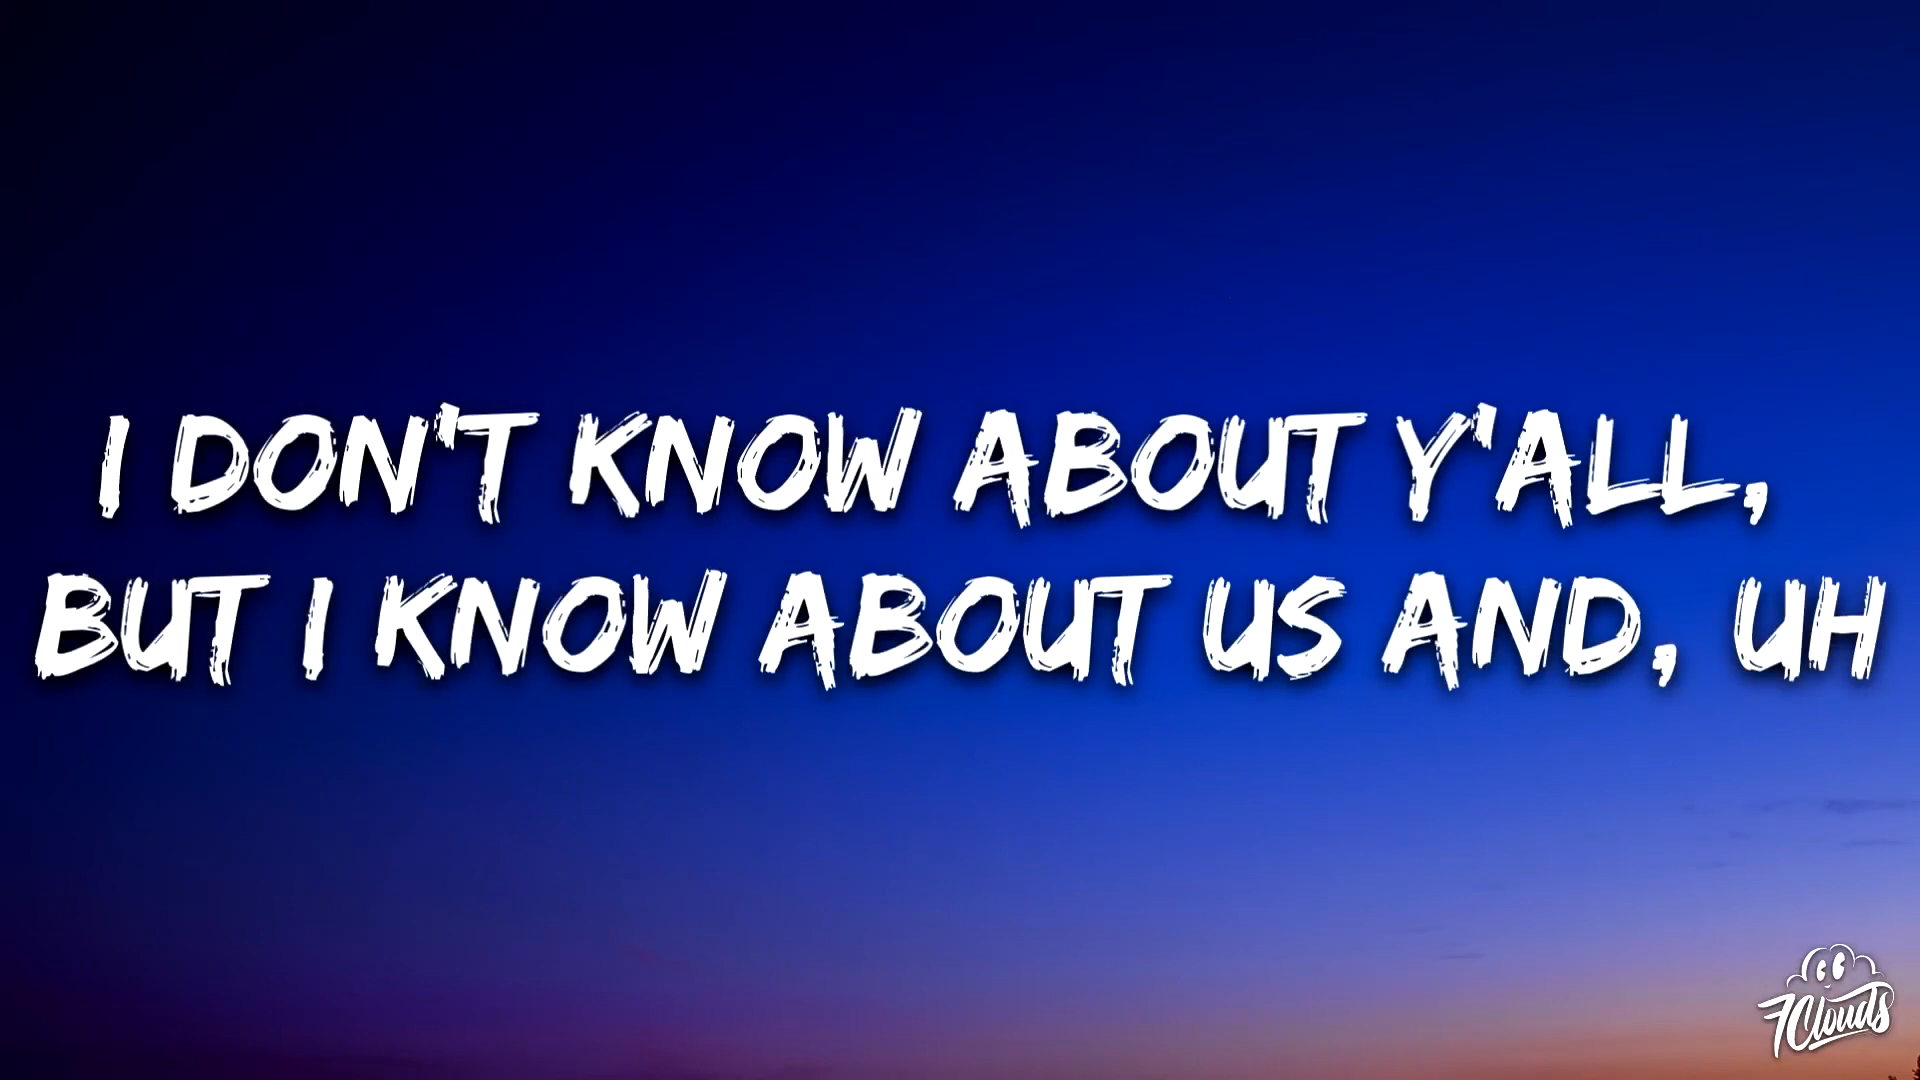 I DON'T KNOW ABOUT Y'ALL,
BUT I KNOW ABOUT US AND, UH
7Clouds